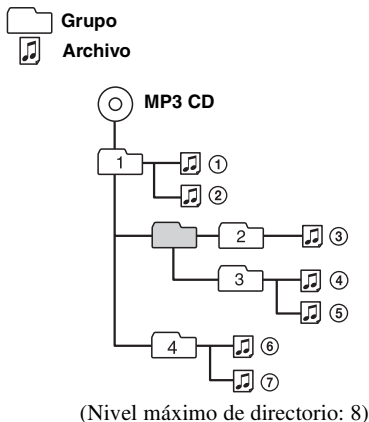 Grupo
Archivo
MP3 CD
1 ①
②
2 ③
3 ④
⑤
4 ⑥
⑦
(Nivel máximo de directorio: 8)